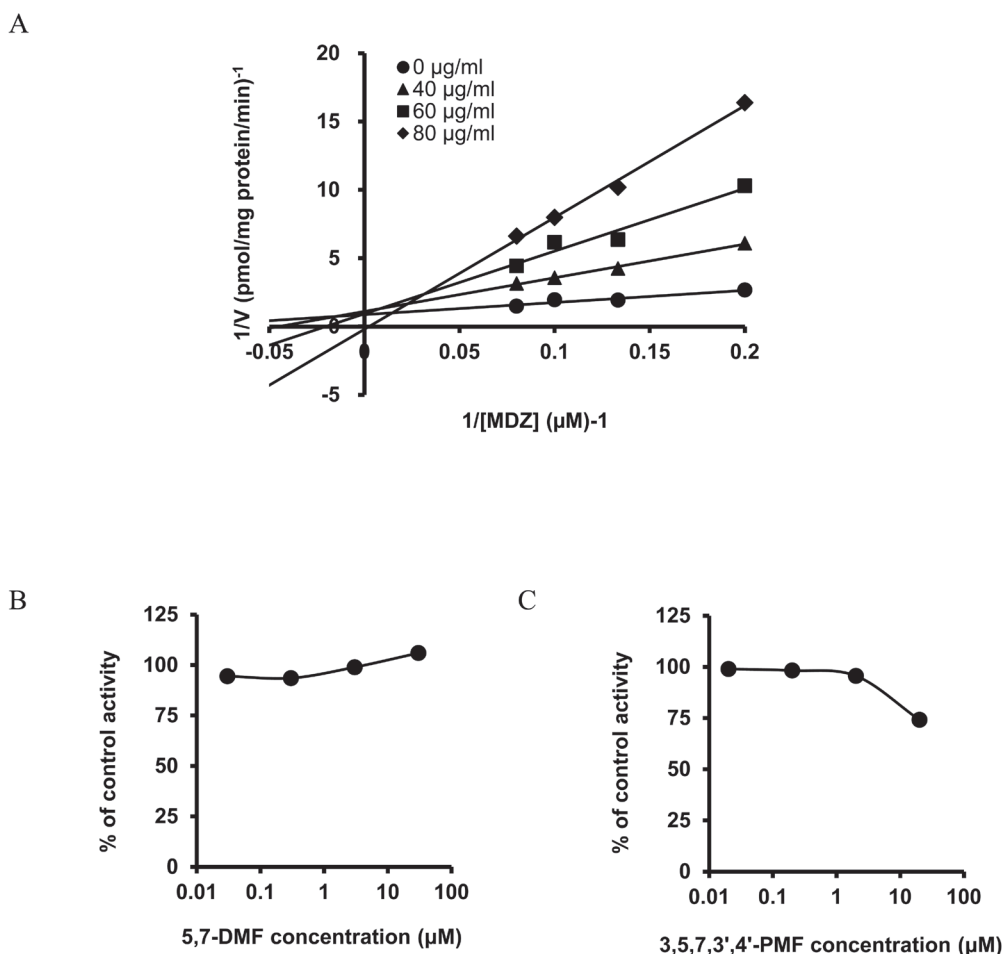 A
20
15
10
5
0
-5
1/V (pmol/mg protein/min)-1
0 µg/ml
40 µg/ml
60 µg/ml
80 µg/ml
-0.05 0 0.05 0.1 0.15 0.2
1/[MDZ] (µM)-1
B
125
100
75
50
25
0
% of control activity
0.01 0.1 1 10 100
5,7-DMF concentration (µM)
C
125
100
75
50
25
0
% of control activity
0.01 0.1 1 10 100
3,5,7,3',4'-PMF concentration (µM)